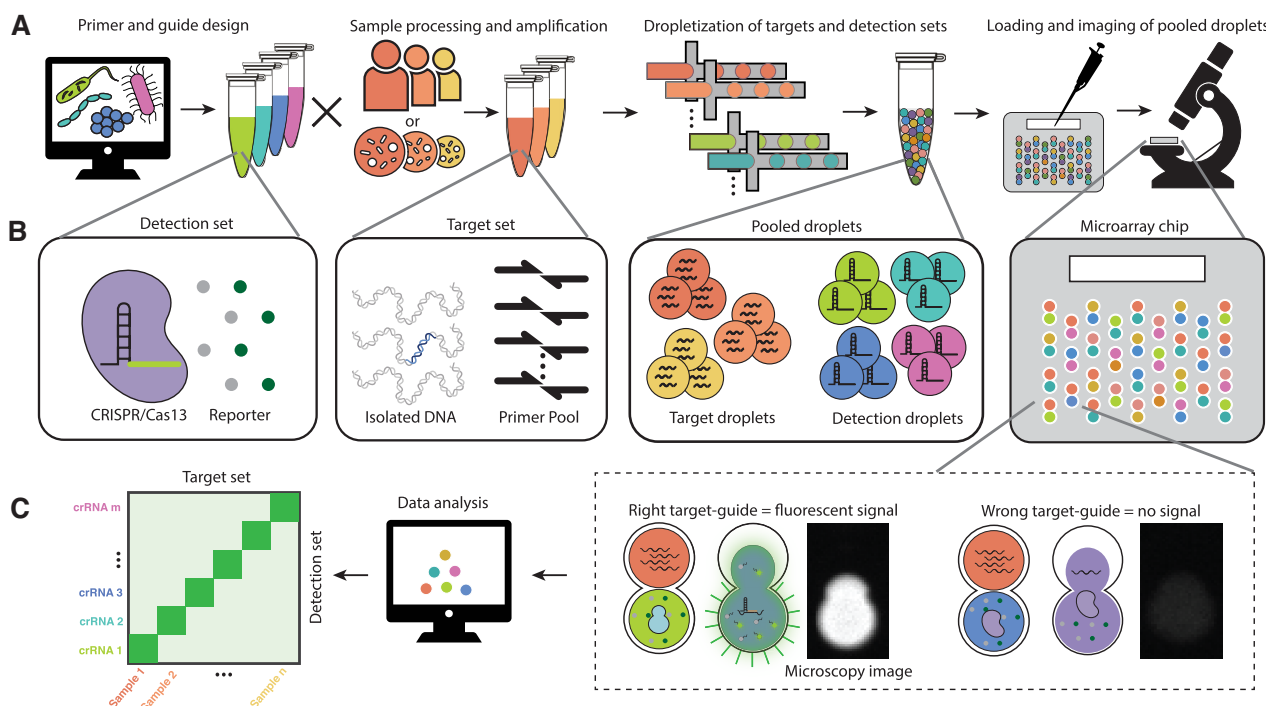 A
Primer and guide design
Sample processing and amplification
Dropletization of targets and detection sets
Loading and imaging of pooled droplets
or
B
Detection set
Target set
Pooled droplets
Microarray chip
CRISPR/Cas13
Reporter
Isolated DNA
Primer Pool
Target droplets
Detection droplets
C
Target set
Data analysis
crRNA m
crRNA 3
crRNA 2
crRNA 1
Detection set
Sample 1
Sample 2
Sample n
Right target-guide = fluorescent signal
Wrong target-guide = no signal
Microscopy image